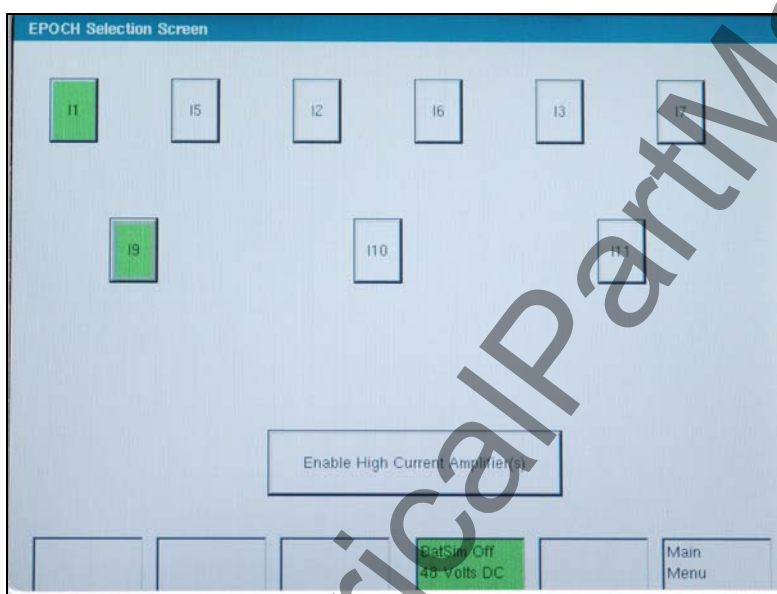 EPOCH Selection Screen
I1 I5 I2 I6 I3 I7
I9 I10 I11
Enable High Current Amplifier(s)
BatSim Off
48 Volts DC
Main
Menu
ricalPartM